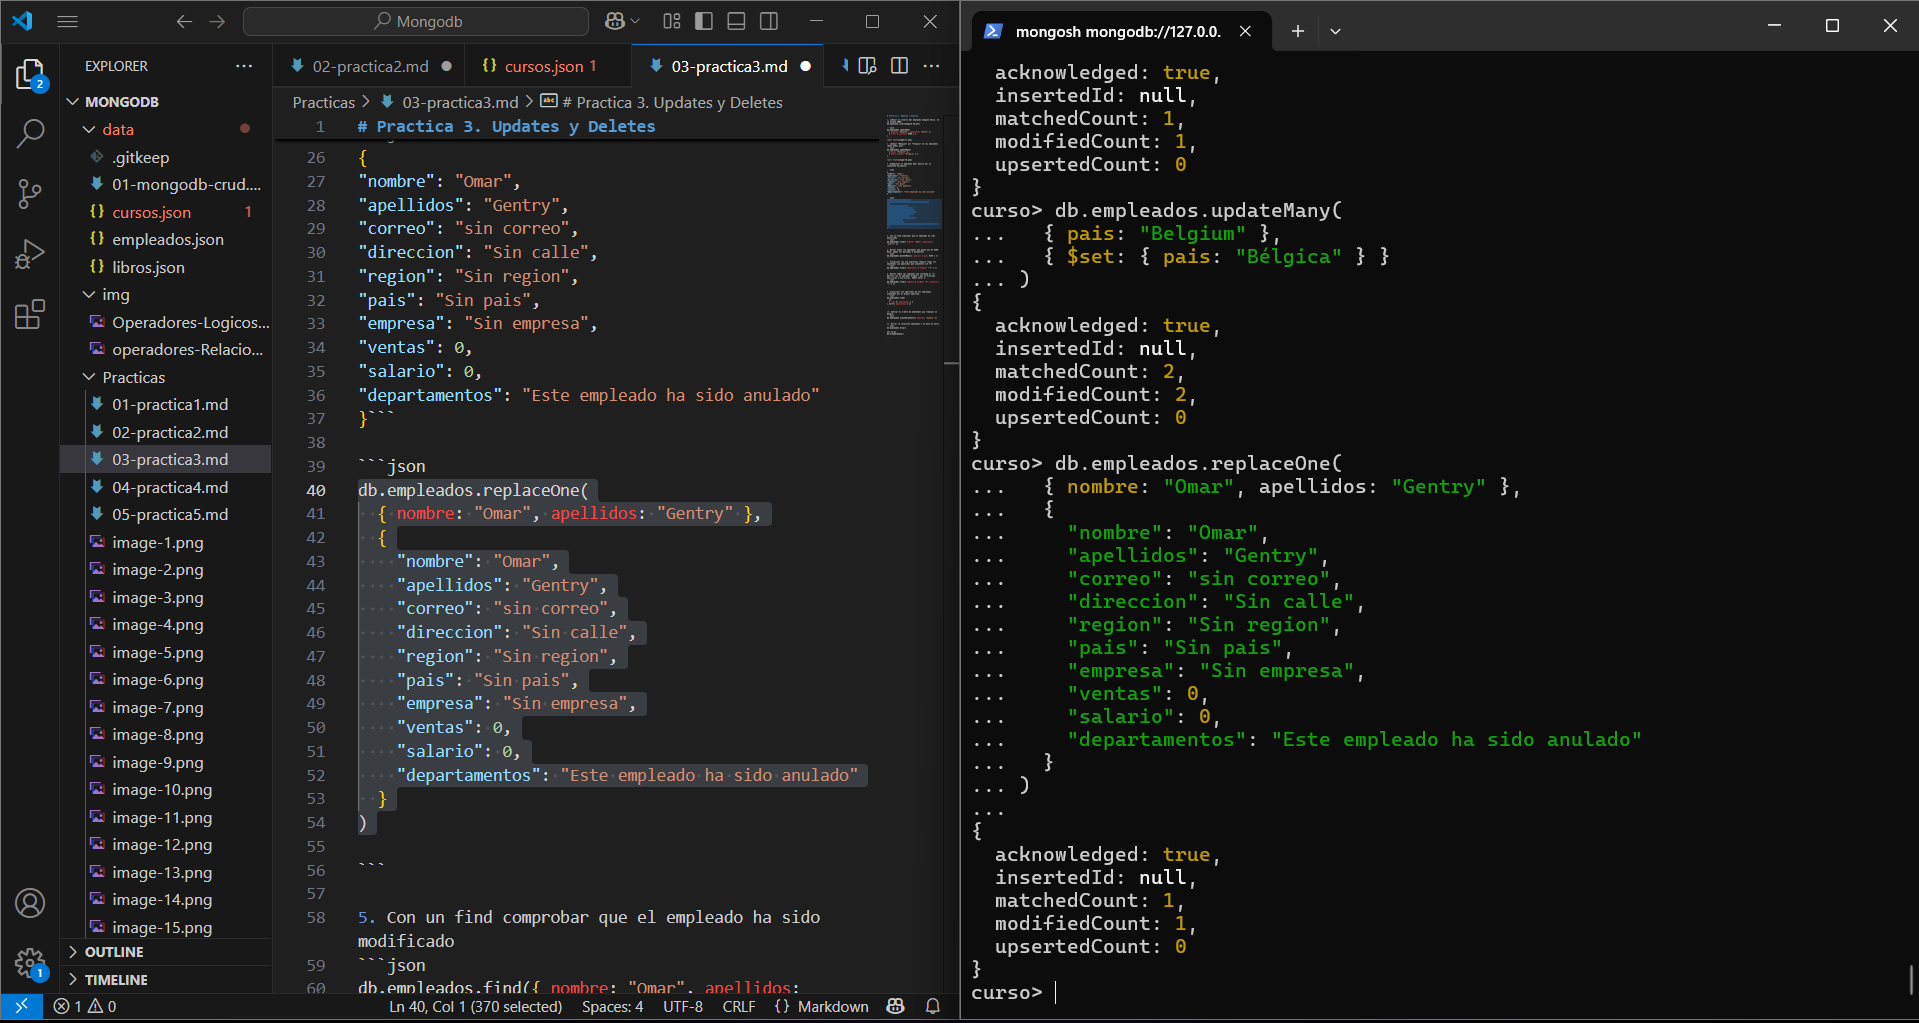 Mongodb
EXPLORER
MONGODB
data
.gitkeep
01-mongodb-crud....
cursos.json 1
empleados.json
libros.json
img
Operadores-Logicos...
operadores-Relacio...
Practicas
01-practica1.md
02-practica2.md
03-practica3.md
04-practica4.md
05-practica5.md
image-1.png
image-2.png
image-3.png
image-4.png
image-5.png
image-6.png
image-7.png
image-8.png
image-9.png
image-10.png
image-11.png
image-12.png
image-13.png
image-14.png
image-15.png
OUTLINE
TIMELINE
2
1
02-practica2.md
cursos.json 1
03-practica3.md
Practicas > 03-practica3.md > # Practica 3. Updates y Deletes
1 # Practica 3. Updates y Deletes
26 {
27 "nombre": "Omar",
28 "apellidos": "Gentry",
29 "correo": "sin correo",
30 "direccion": "Sin calle",
31 "region": "Sin region",
32 "pais": "Sin pais",
33 "empresa": "Sin empresa",
34 "ventas": 0,
35 "salario": 0,
36 "departamentos": "Este empleado ha sido anulado"
37 }```
38
39 ```json
40 db.empleados.replaceOne(
41 { nombre: "Omar", apellidos: "Gentry" },
42 {
43 "nombre": "Omar",
44 "apellidos": "Gentry",
45 "correo": "sin correo",
46 "direccion": "Sin calle",
47 "region": "Sin region",
48 "pais": "Sin pais",
49 "empresa": "Sin empresa",
50 "ventas": 0,
51 "salario": 0,
52 "departamentos": "Este empleado ha sido anulado"
53 }
54 )
55
56 ```
57
58 5. Con un find comprobar que el empleado ha sido
modificado
59 ```json
60 db.empleados.find({ nombre: "Omar", apellidos:
1 0 Ln 40, Col 1 (370 selected) Spaces: 4 UTF-8 CRLF {} Markdown
mongosh mongodb://127.0.0.
acknowledged: true,
insertedId: null,
matchedCount: 1,
modifiedCount: 1,
upsertedCount: 0
}
curso> db.empleados.updateMany(
... { pais: "Belgium" },
... { $set: { pais: "Bélgica" } }
... )
{
acknowledged: true,
insertedId: null,
matchedCount: 2,
modifiedCount: 2,
upsertedCount: 0
}
curso> db.empleados.replaceOne(
... { nombre: "Omar", apellidos: "Gentry" },
... {
... "nombre": "Omar",
... "apellidos": "Gentry",
... "correo": "sin correo",
... "direccion": "Sin calle",
... "region": "Sin region",
... "pais": "Sin pais",
... "empresa": "Sin empresa",
... "ventas": 0,
... "salario": 0,
... "departamentos": "Este empleado ha sido anulado"
... }
... )
...
{
acknowledged: true,
insertedId: null,
matchedCount: 1,
modifiedCount: 1,
upsertedCount: 0
}
curso>